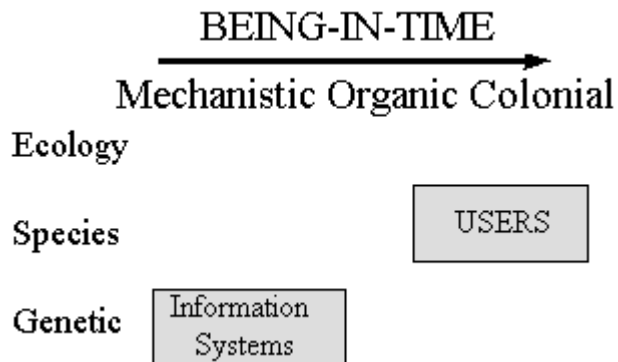 BEING-IN-TIME
Mechanistic Organic Colonial
Ecology
Species
USERS
Genetic
Information
Systems